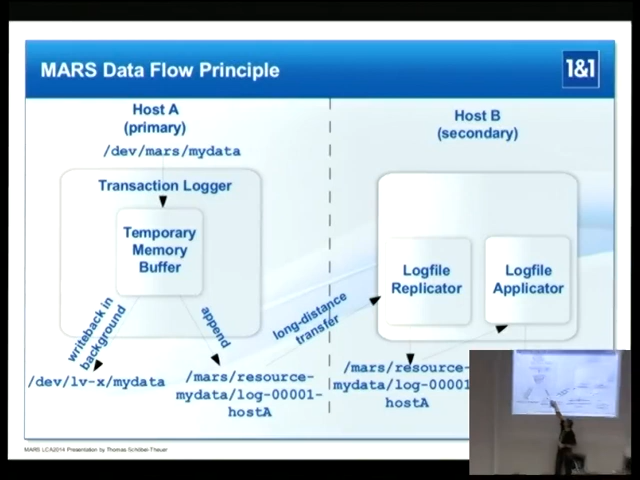 MARS Data Flow Principle
1&1
Host A
(primary)
Host B
(secondary)
/dev/mars/mydata
Transaction Logger
Temporary
Memory
Buffer
Logfile
Replicator
Logfile
Applicator
writeback in
background
append
long-distance
transfer
/dev/lv-x/mydata
/mars/resource-
mydata/log-00001-
hostA
/mars/resource-
mydata/log-00001
hostA
MARS LCA2014 Presentation by Thomas Schöbel-Theuer